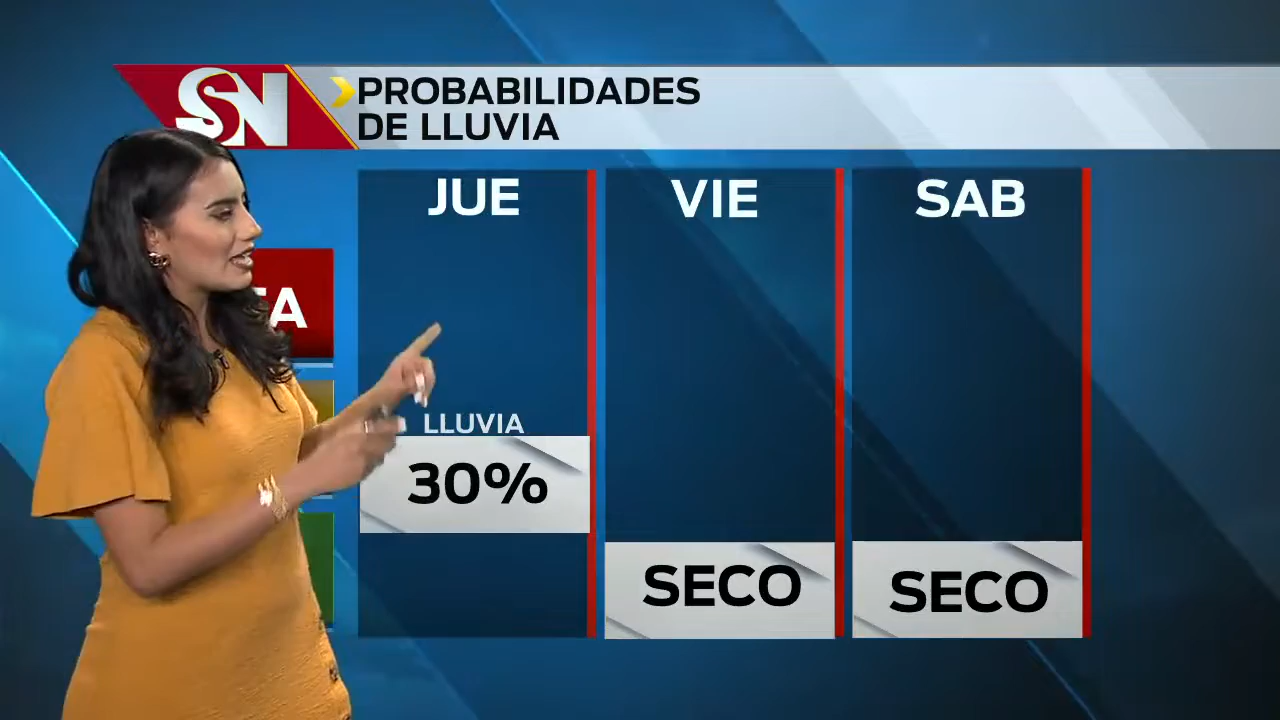 SN
PROBABILIDADES
DE LLUVIA
JUE
VIE
SAB
LLUVIA
30%
SECO
SECO